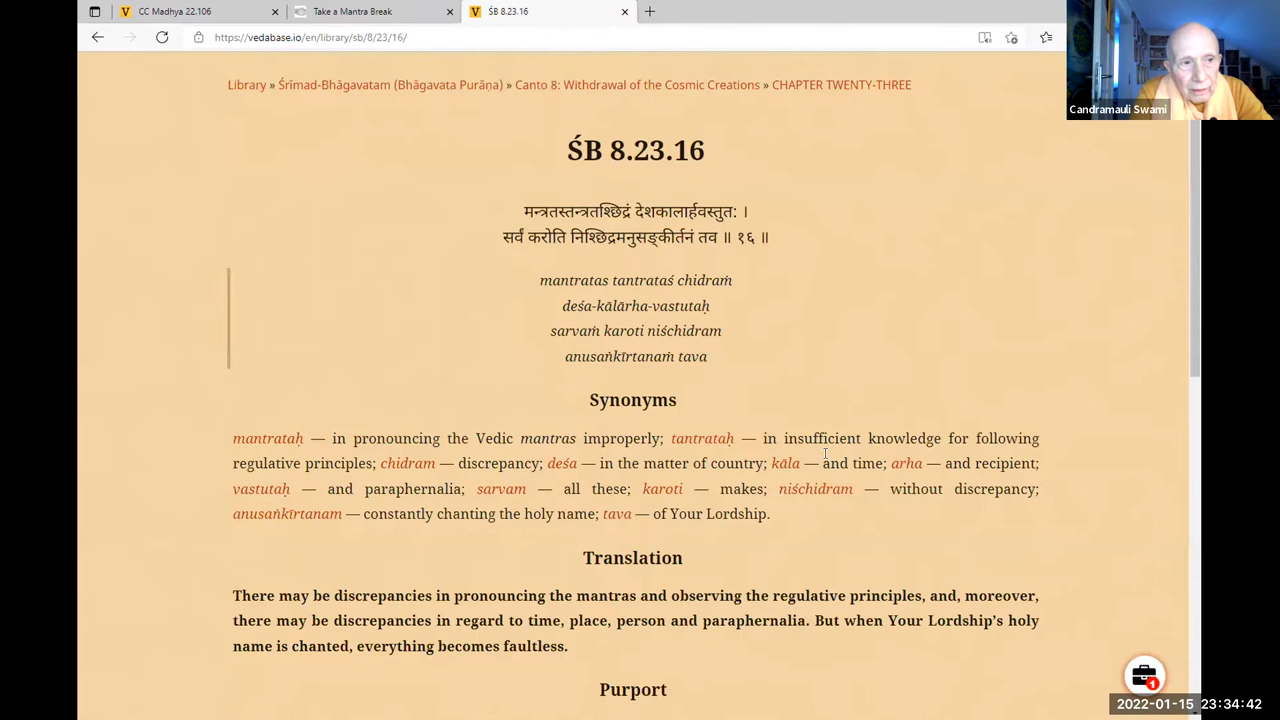 CC Madhya 22.106
Take a Mantra Break
ŚB 8.23.16
https://vedabase.io/en/library/sb/8/23/16/
Candramauli Swami
Library » Śrīmad-Bhāgavatam (Bhāgavata Purāṇa) » Canto 8: Withdrawal of the Cosmic Creations » CHAPTER TWENTY-THREE
ŚB 8.23.16
मन्त्रतस्तन्त्रतश्छिद्रं देशकालार्हवस्तुत: ।
सर्वं करोति निश्छिद्रमनुसङ्कीर्तनं तव ॥ १६ ॥
mantratas tantrataś chidraṁ
deśa-kālārha-vastutaḥ
sarvaṁ karoti niśchidram
anusaṅkīrtanaṁ tava
Synonyms
mantrataḥ — in pronouncing the Vedic mantras improperly; tantrataḥ — in insufficient knowledge for following
regulative principles; chidram — discrepancy; deśa — in the matter of country; kāla — and time; arha — and recipient;
vastutaḥ — and paraphernalia; sarvam — all these; karoti — makes; niśchidram — without discrepancy;
anusaṅkīrtanam — constantly chanting the holy name; tava — of Your Lordship.
Translation
There may be discrepancies in pronouncing the mantras and observing the regulative principles, and, moreover,
there may be discrepancies in regard to time, place, person and paraphernalia. But when Your Lordship's holy
name is chanted, everything becomes faultless.
Purport
1
2022-01-15 23:34:42